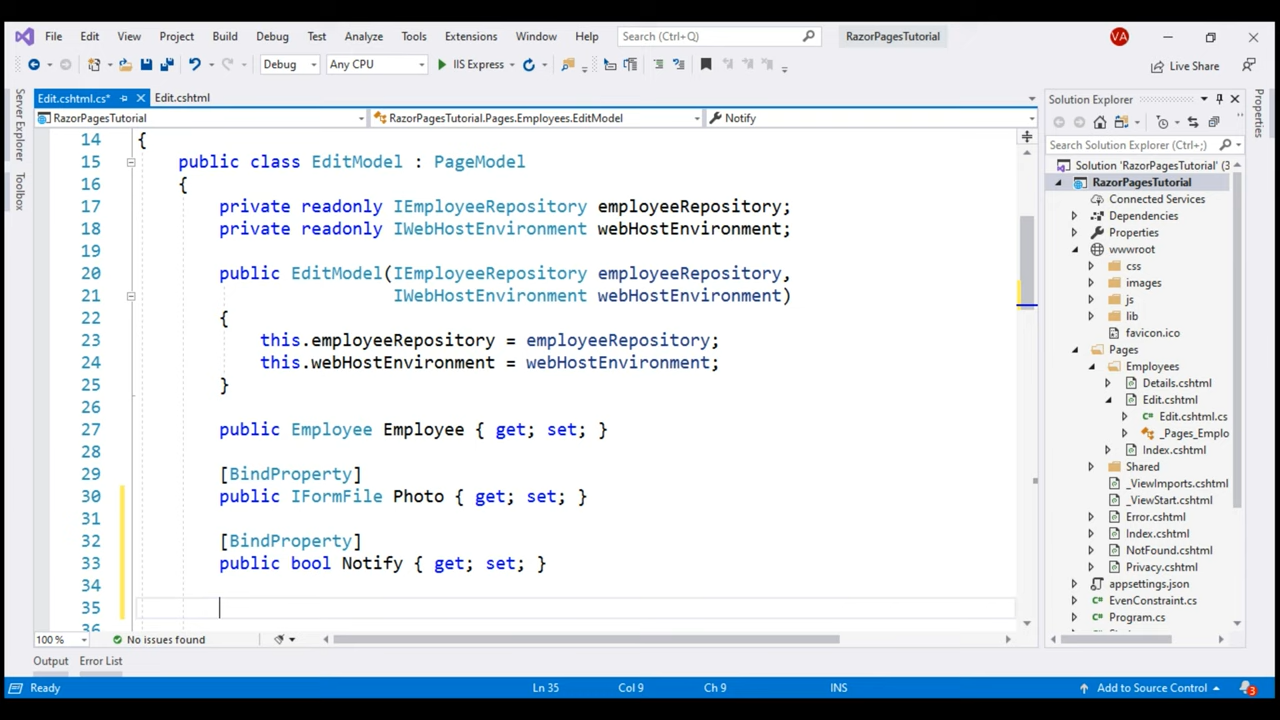 File Edit View Project Build Debug Test Analyze Tools Extensions Window Help Search (Ctrl+Q) RazorPagesTutorial VA
Debug Any CPU IIS Express Live Share
Server Explorer
Toolbox
Edit.cshtml.cs* Edit.cshtml
RazorPagesTutorial RazorPagesTutorial.Pages.Employees.EditModel Notify
14 {
15 public class EditModel : PageModel
16 {
17 private readonly IEmployeeRepository employeeRepository;
18 private readonly IWebHostEnvironment webHostEnvironment;
19
20 public EditModel(IEmployeeRepository employeeRepository,
21 IWebHostEnvironment webHostEnvironment)
22 {
23 this.employeeRepository = employeeRepository;
24 this.webHostEnvironment = webHostEnvironment;
25 }
26
27 public Employee Employee { get; set; }
28
29 [BindProperty]
30 public IFormFile Photo { get; set; }
31
32 [BindProperty]
33 public bool Notify { get; set; }
34
35
36
100 % No issues found
Output Error List
Ready Ln 35 Col 9 Ch 9 INS Add to Source Control 3
Solution Explorer
Search Solution Explorer (Ctrl+;)
Solution 'RazorPagesTutorial' (3
RazorPagesTutorial
Connected Services
Dependencies
Properties
wwwroot
css
images
js
lib
favicon.ico
Pages
Employees
Details.cshtml
Edit.cshtml
Edit.cshtml.cs
_Pages_Emplo
Index.cshtml
Shared
_ViewImports.cshtml
_ViewStart.cshtml
Error.cshtml
Index.cshtml
NotFound.cshtml
Privacy.cshtml
appsettings.json
EvenConstraint.cs
Program.cs
Properties